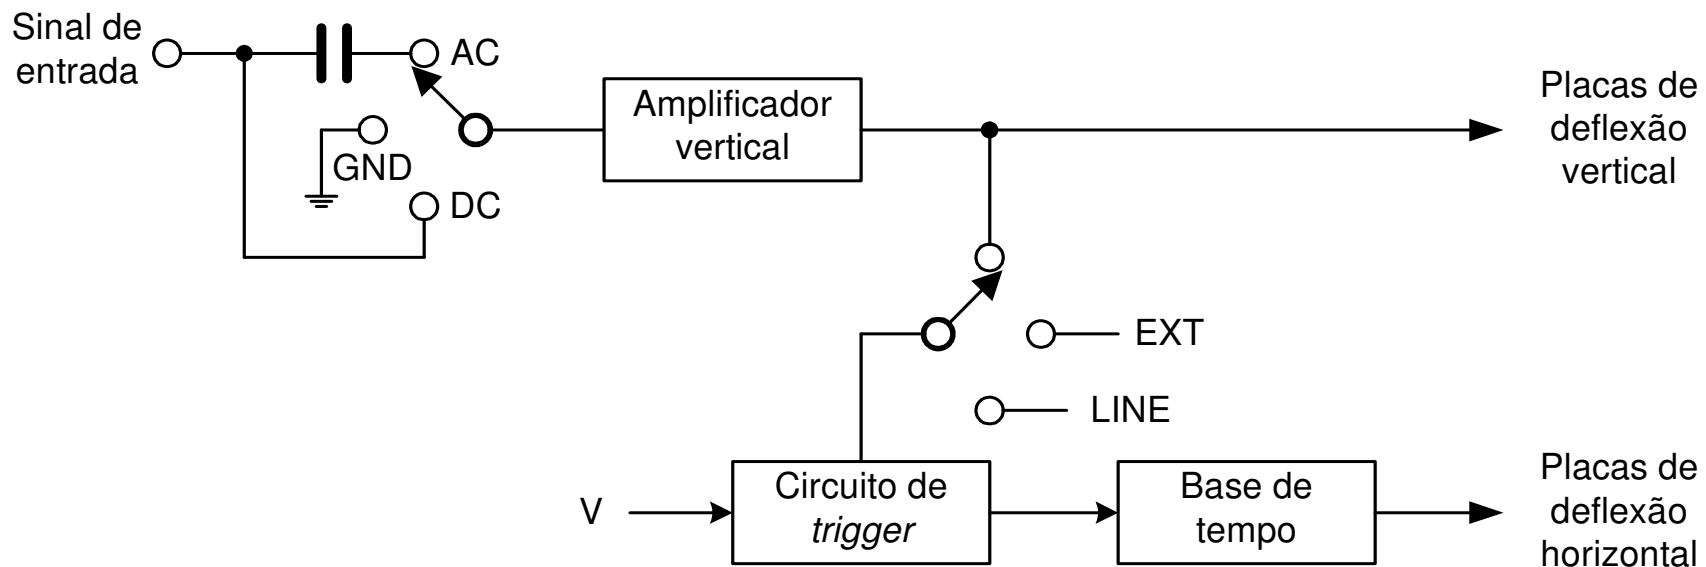 Sinal de
entrada
AC
GND
DC
Amplificador
vertical
Placas de
deflexão
vertical
EXT
LINE
V
Circuito de
trigger
Base de
tempo
Placas de
deflexão
horizontal